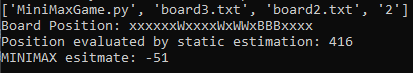 ['MiniMaxGame.py', 'board3.txt', 'board2.txt', '2']
Board Position: xxxxxxWxxxxWxWWxBBBxxxx
Position evaluated by static estimation: 416
MINIMAX esitmate: -51